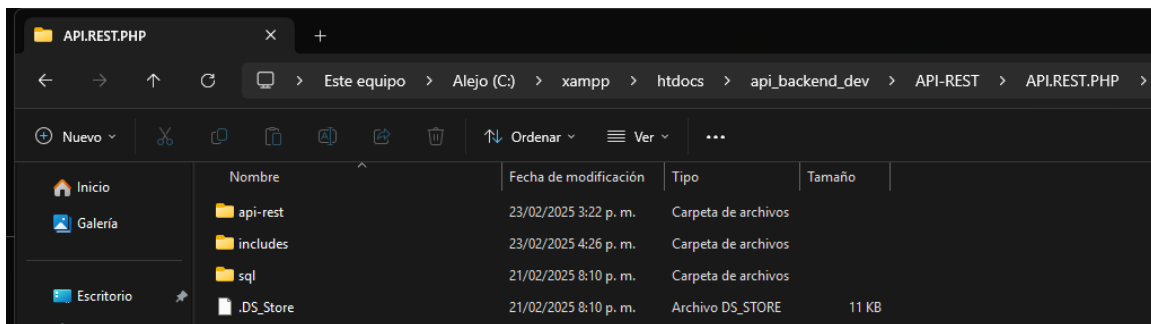 API.REST.PHP
Este equipo > Alejo (C:) > xampp > htdocs > api_backend_dev > API-REST > API.REST.PHP >
Nuevo Ordenar Ver ...
Nombre Fecha de modificación Tipo Tamaño
Inicio
Galería
Escritorio
api-rest 23/02/2025 3:22 p. m. Carpeta de archivos
includes 23/02/2025 4:26 p. m. Carpeta de archivos
sql 21/02/2025 8:10 p. m. Carpeta de archivos
.DS_Store 21/02/2025 8:10 p. m. Archivo DS_STORE 11 KB